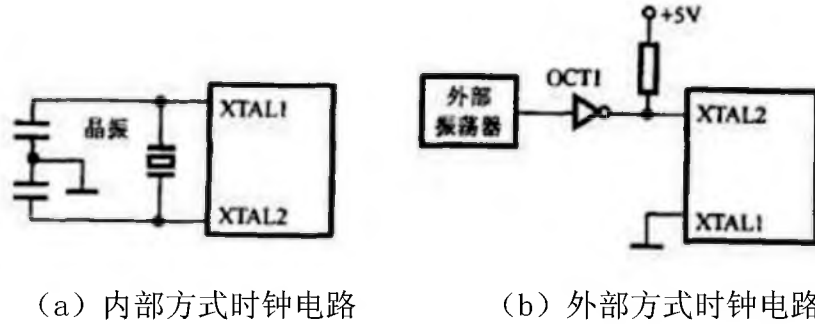 XTAL1
晶振
XTAL2
+5V
OCT1
外部
振荡器
XTAL2
XTAL1
(a) 内部方式时钟电路
(b) 外部方式时钟电路